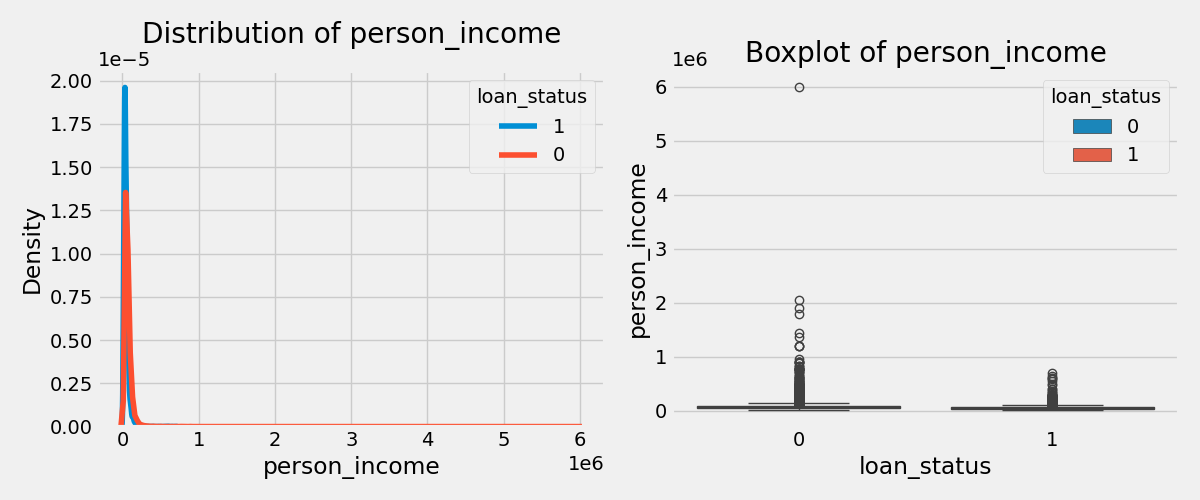 Distribution of person_income
1e−5
2.00
1.75
1.50
1.25
1.00
0.75
0.50
0.25
0.00
Density
0
1
2
3
4
5
6
1e6
person_income
loan_status
1
0
Boxplot of person_income
1e6
6
5
4
3
2
1
0
person_income
0
1
loan_status
loan_status
0
1